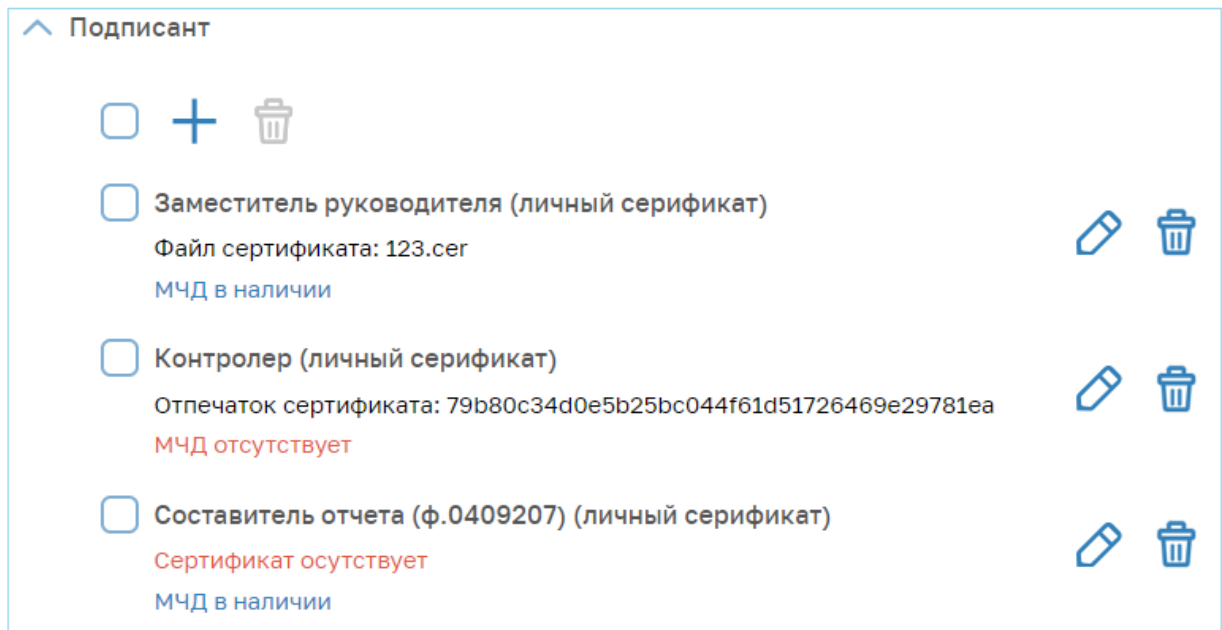 Подписант
Заместитель руководителя (личный серификат)
Файл сертификата: 123.cer
МЧД в наличии
Контролер (личный серификат)
Отпечаток сертификата: 79b80c34d0e5b25bc044f61d51726469e29781ea
МЧД отсутствует
Составитель отчета (ф.0409207) (личный серификат)
Сертификат осутствует
МЧД в наличии